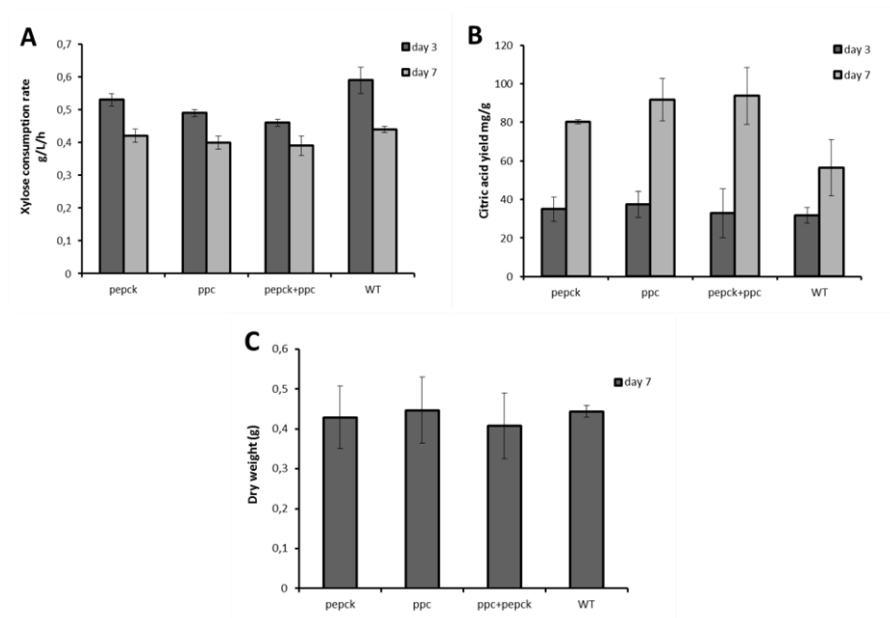 A
Xylose consumption rate
g/L/h
0,7
0,6
0,5
0,4
0,3
0,2
0,1
0
pepck
ppc
pepck+ppc
WT
day 3
day 7
B
Citric acid yield mg/g
120
100
80
60
40
20
0
pepck
ppc
pepck+ppc
WT
day 3
day 7
C
Dry weight (g)
0,6
0,5
0,4
0,3
0,2
0,1
0
pepck
ppc
ppc+pepck
WT
day 7